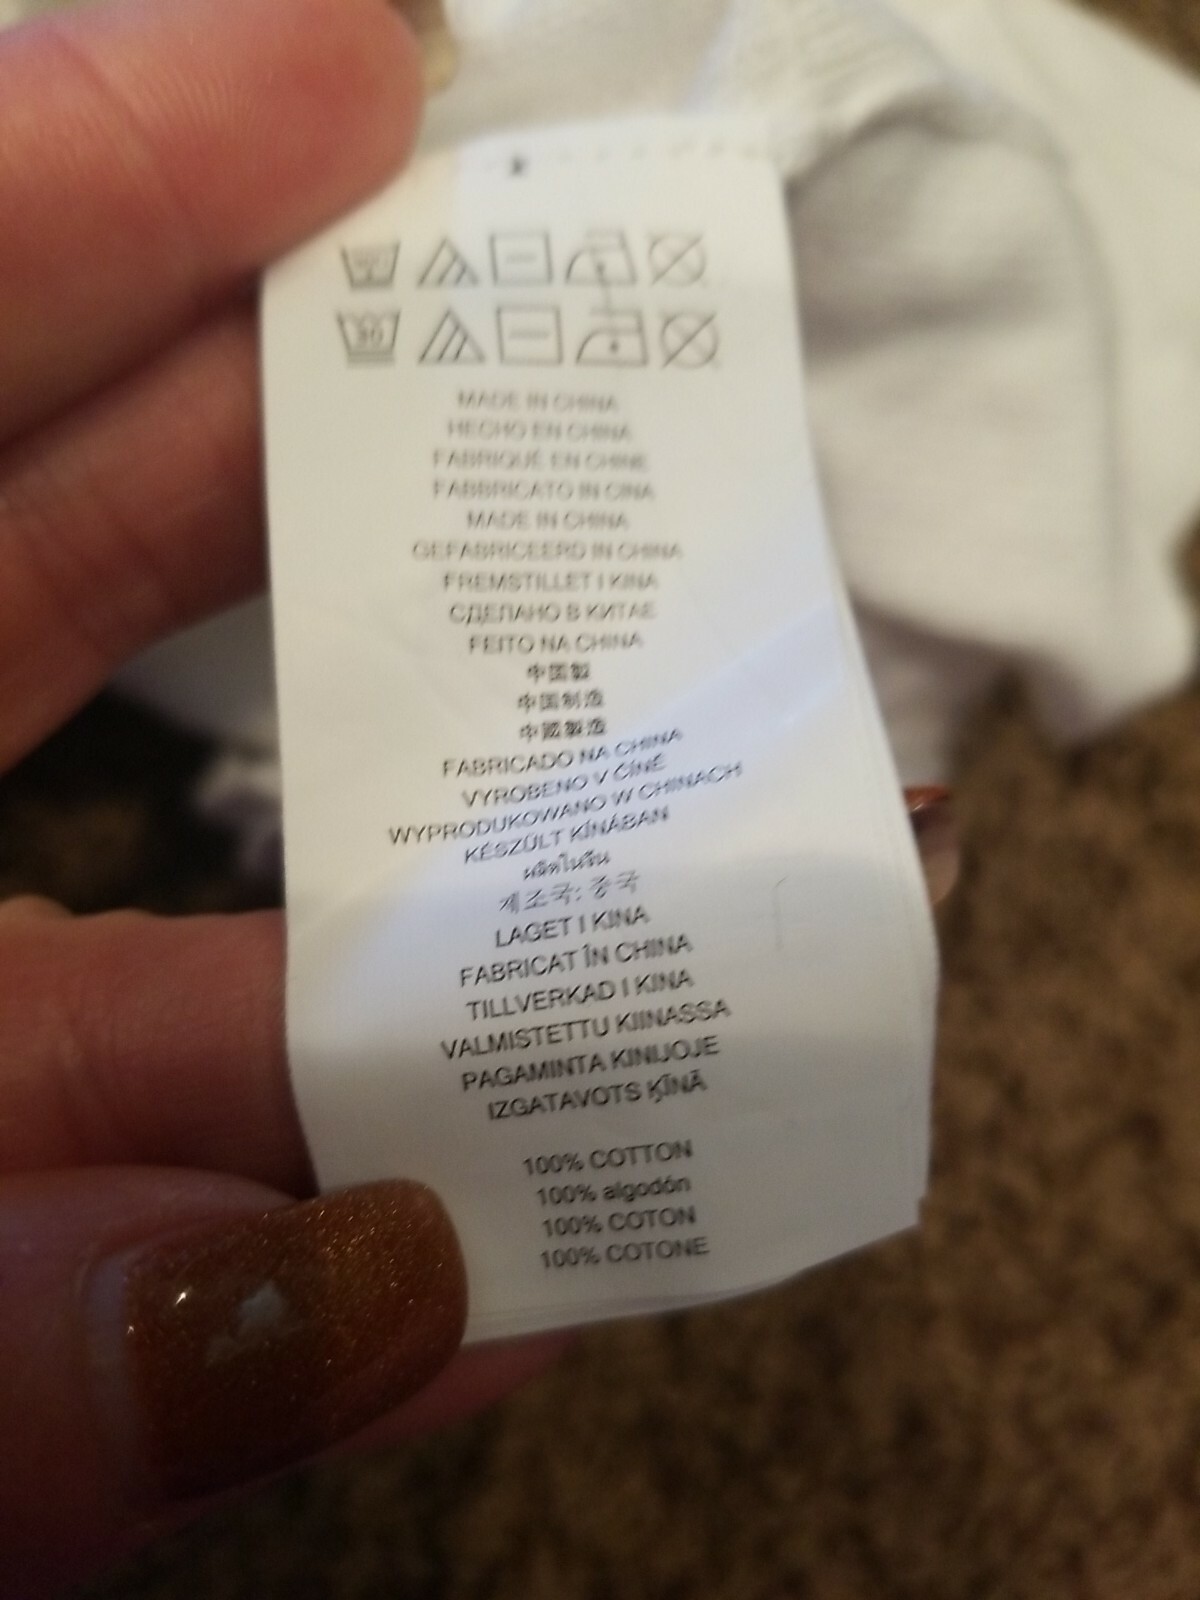 30
MADE IN CHINA
HECHO EN CHINA
FABRIQUÉ EN CHINE
FABBRICATO IN CINA
MADE IN CHINA
GEFABRICEERD IN CHINA
FREMSTILLET I KINA
СДЕЛАНО В КИТАЕ
FEITO NA CHINA
中国製
中国制造
中國製造
FABRICADO NA CHINA
VYROBENO V ČÍNĚ
WYPRODUKOWANO W CHINACH
KÉSZÜLT KÍNÁBAN
ผลิตในจีน
제조국: 중국
LAGET I KINA
FABRICAT ÎN CHINA
TILLVERKAD I KINA
VALMISTETTU KIINASSA
PAGAMINTA KINIJOJE
IZGATAVOTS ĶĪNĀ
100% COTTON
100% algodón
100% COTON
100% COTONE